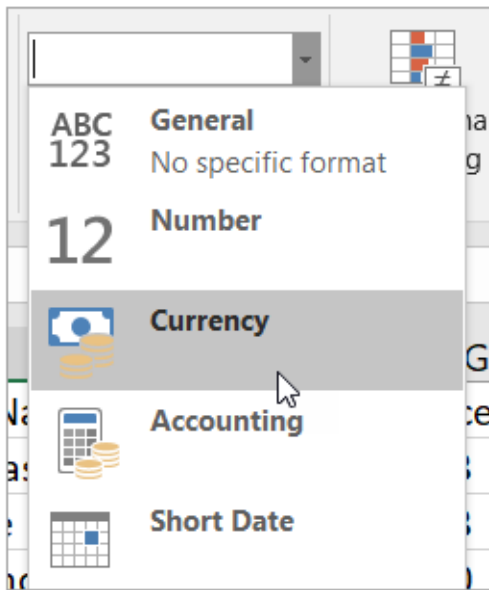 ABC
123
General
No specific format
12
Number
Currency
G
Accounting
Short Date